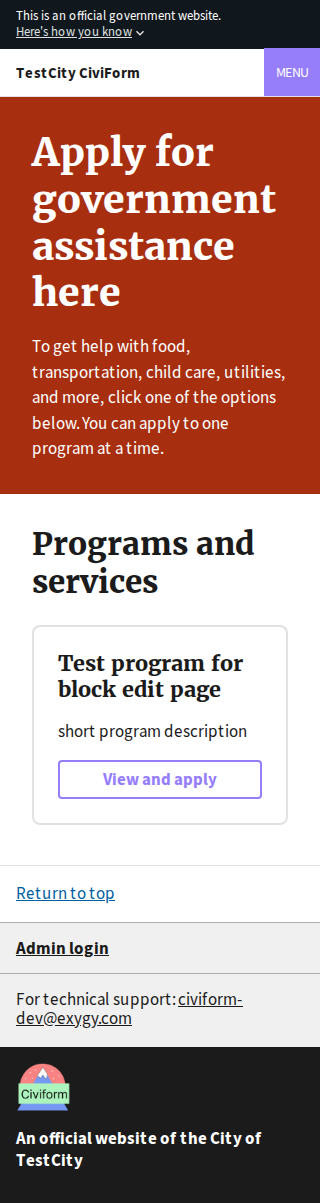 This is an official government website.
Here's how you know
TestCity CiviForm
MENU
Apply for
government
assistance
here
To get help with food,
transportation, child care, utilities,
and more, click one of the options
below. You can apply to one
program at a time.
Programs and
services
Test program for
block edit page
short program description
View and apply
Return to top
Admin login
For technical support: civiform-
dev@exygy.com
Civiform
An official website of the City of
TestCity